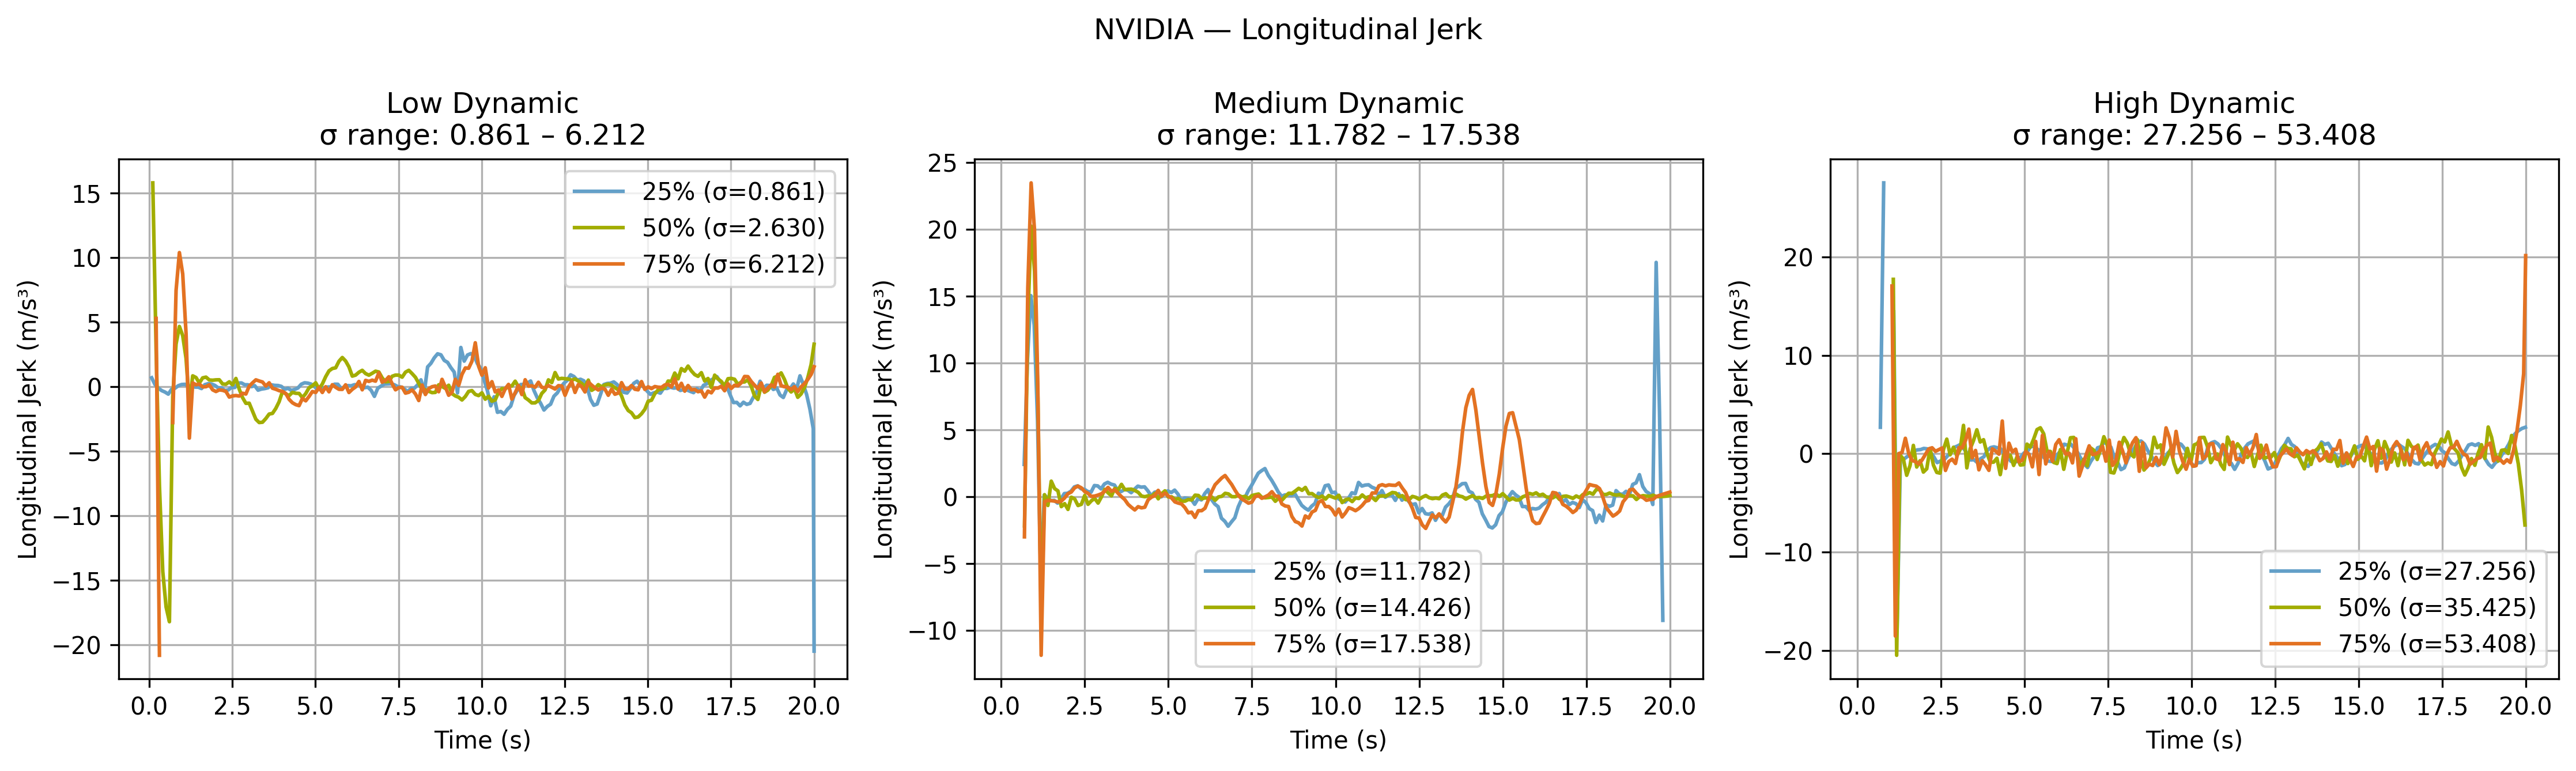 NVIDIA — Longitudinal Jerk
Low Dynamic
σ range: 0.861 – 6.212
Longitudinal Jerk (m/s³)
15
10
5
0
−5
−10
−15
−20
25% (σ=0.861)
50% (σ=2.630)
75% (σ=6.212)
0.0 2.5 5.0 7.5 10.0 12.5 15.0 17.5 20.0
Time (s)
Medium Dynamic
σ range: 11.782 – 17.538
Longitudinal Jerk (m/s³)
25
20
15
10
5
0
−5
−10
25% (σ=11.782)
50% (σ=14.426)
75% (σ=17.538)
0.0 2.5 5.0 7.5 10.0 12.5 15.0 17.5 20.0
Time (s)
High Dynamic
σ range: 27.256 – 53.408
Longitudinal Jerk (m/s³)
20
10
0
−10
−20
25% (σ=27.256)
50% (σ=35.425)
75% (σ=53.408)
0.0 2.5 5.0 7.5 10.0 12.5 15.0 17.5 20.0
Time (s)